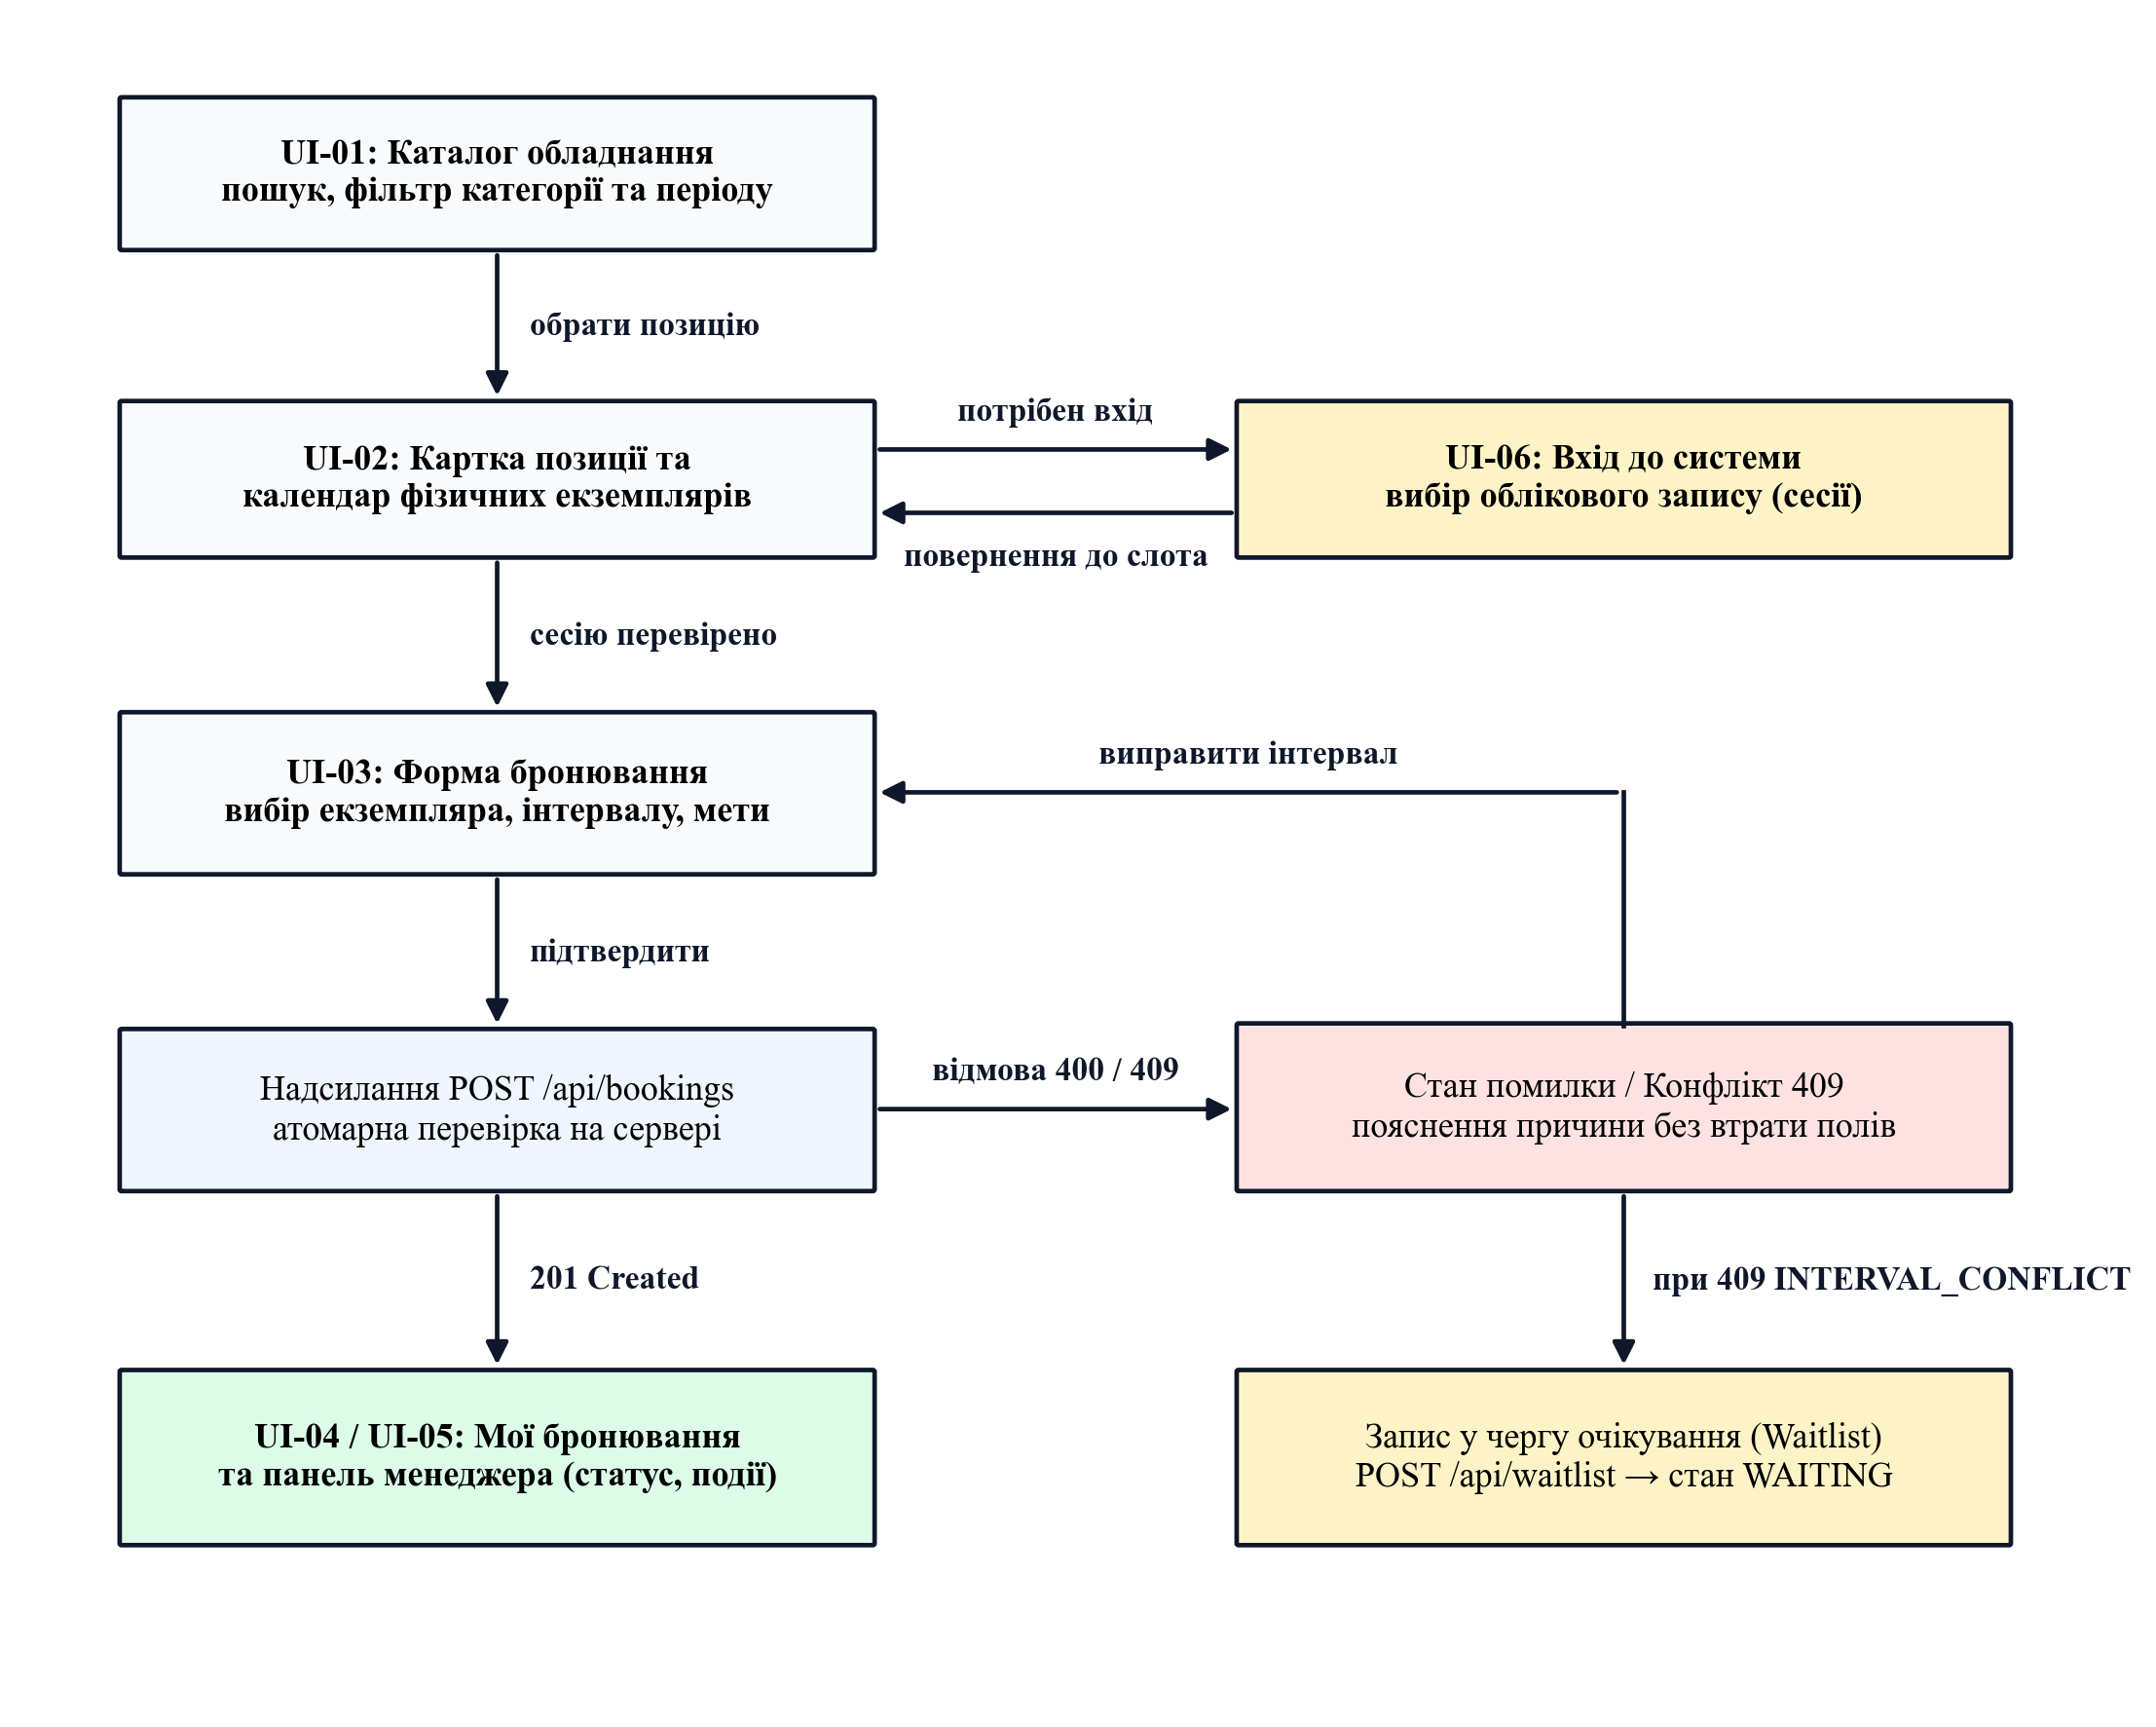 UI-01: Каталог обладнання
пошук, фільтр категорії та періоду
обрати позицію
UI-02: Картка позиції та
календар фізичних екземплярів
потрібен вхід
повернення до слота
UI-06: Вхід до системи
вибір облікового запису (сесії)
сесію перевірено
UI-03: Форма бронювання
вибір екземпляра, інтервалу, мети
виправити інтервал
підтвердити
Надсилання POST /api/bookings
атомарна перевірка на сервері
відмова 400 / 409
Стан помилки / Конфлікт 409
пояснення причини без втрати полів
201 Created
при 409 INTERVAL_CONFLICT
UI-04 / UI-05: Мої бронювання
та панель менеджера (статус, події)
Запис у чергу очікування (Waitlist)
POST /api/waitlist → стан WAITING